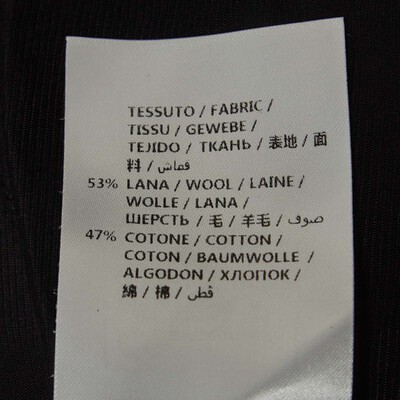 TESSUTO / FABRIC /
TISSU / GEWEBE /
TEJIDO / ТКАНЬ / 表地 / 面
料 / قماش /
53% LANA / WOOL / LAINE /
WOLLE / LANA /
ШЕРСТЬ / 毛 / 羊毛 / صوف /
47% COTONE / COTTON /
COTON / BAUMWOLLE /
ALGODON / ХЛОПОК /
綿 / 棉 / قطن /